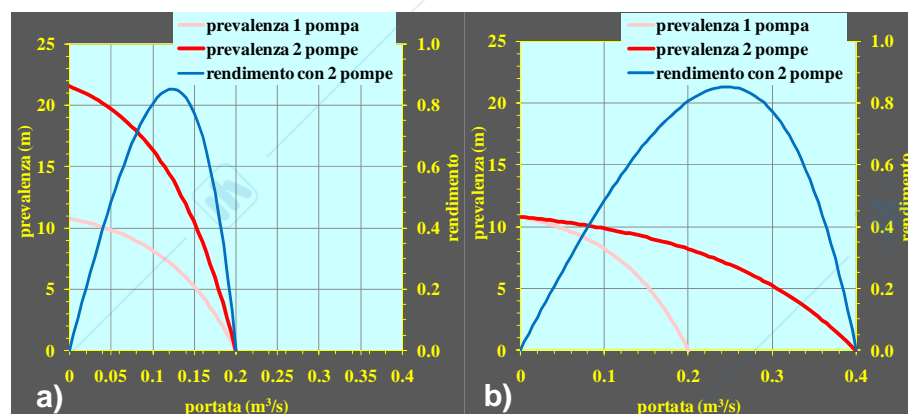 prevalenza 1 pompa
prevalenza 2 pompe
rendimento con 2 pompe
25
20
15
10
5
0
prevalenza (m)
1.0
0.8
0.6
0.4
0.2
0.0
rendimento
0 0.05 0.1 0.15 0.2 0.25 0.3 0.35 0.4
portata (m³/s)
a)
prevalenza 1 pompa
prevalenza 2 pompe
rendimento con 2 pompe
25
20
15
10
5
0
prevalenza (m)
1.0
0.8
0.6
0.4
0.2
0.0
rendimento
0 0.1 0.2 0.3 0.4
portata (m³/s)
b)